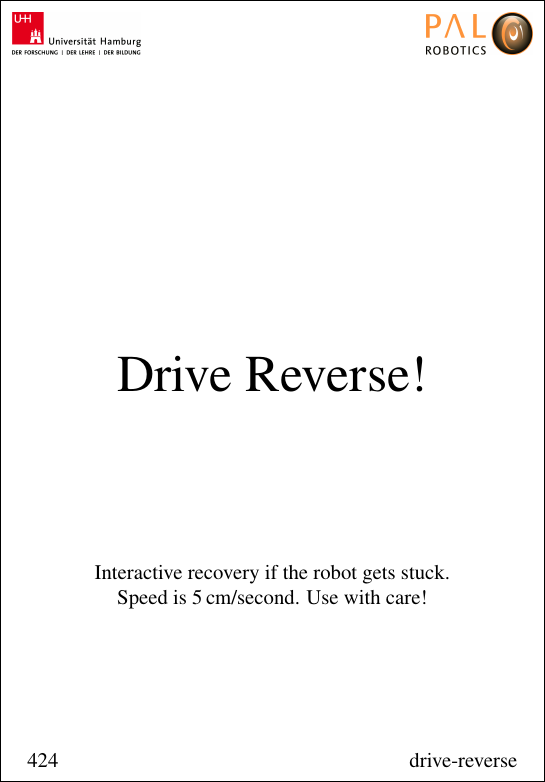 UHH
Universität Hamburg
DER FORSCHUNG | DER LEHRE | DER BILDUNG
PAL
ROBOTICS
Drive Reverse!
Interactive recovery if the robot gets stuck.
Speed is 5 cm/second. Use with care!
424 drive-reverse